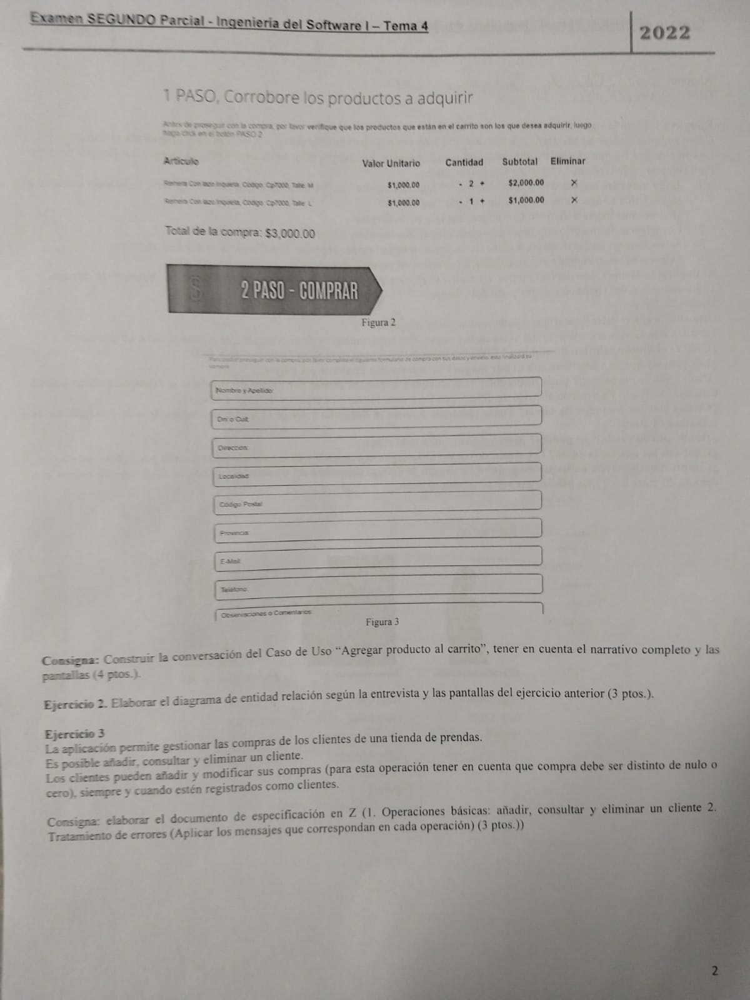 Examen SEGUNDO Parcial - Ingeniería del Software I – Tema 4
2022
1 PASO, Corrobore los productos a adquirir
Antes de proseguir con la compra, por favor verifique que los productos que están en el carrito son los que desea adquirir, luego
haga click en el botón PASO 2
Artículo Valor Unitario Cantidad Subtotal Eliminar
Remera Con lazo Inquieta, Código: Cp7000, Talle: M $1,000.00 - 2 + $2,000.00 X
Remera Con lazo Inquieta, Código: Cp7000, Talle: L $1,000.00 - 1 + $1,000.00 X
Total de la compra: $3,000.00
$ 2 PASO - COMPRAR
Figura 2
Para poder proseguir con la compra, por favor complete el siguiente formulario de compra con sus datos y envíelo, esto finalizará su
compra
Nombre y Apellido:
Dni o Cuit:
Dirección:
Localidad:
Código Postal:
Provincia:
E-Mail:
Teléfono:
Observaciones o Comentarios:
Figura 3
Consigna: Construir la conversación del Caso de Uso “Agregar producto al carrito”, tener en cuenta el narrativo completo y las
pantallas (4 ptos.).
Ejercicio 2. Elaborar el diagrama de entidad relación según la entrevista y las pantallas del ejercicio anterior (3 ptos.).
Ejercicio 3
La aplicación permite gestionar las compras de los clientes de una tienda de prendas.
Es posible añadir, consultar y eliminar un cliente.
Los clientes pueden añadir y modificar sus compras (para esta operación tener en cuenta que compra debe ser distinto de nulo o
cero), siempre y cuando estén registrados como clientes.
Consigna: elaborar el documento de especificación en Z (1. Operaciones básicas: añadir, consultar y eliminar un cliente 2.
Tratamiento de errores (Aplicar los mensajes que correspondan en cada operación) (3 ptos.))
2